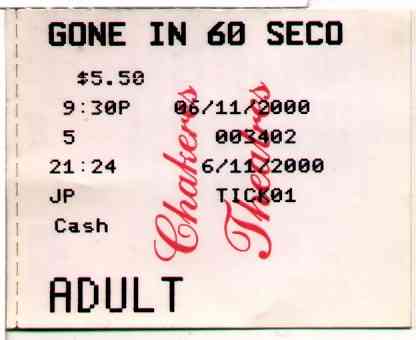 GONE IN 60 SECO
$5.50
9:30P 06/11/2000
5 003402
21:24 6/11/2000
JP TICK01
Cash
ADULT
Chakeres
Theatres